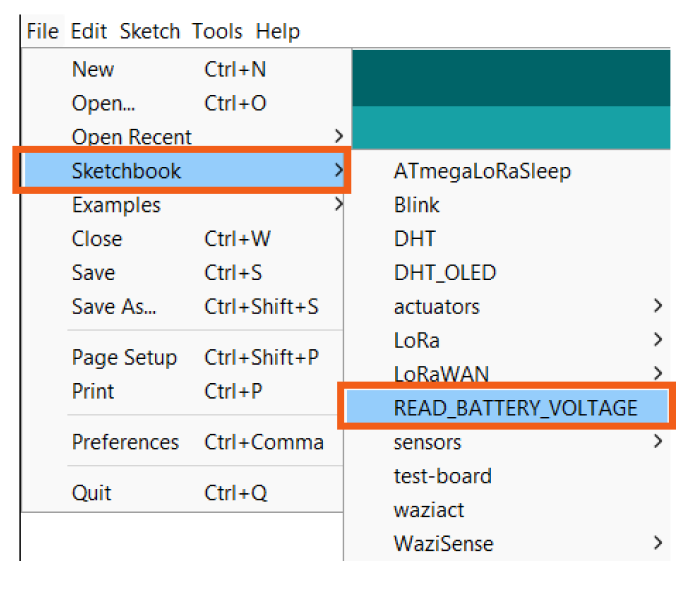 File Edit Sketch Tools Help
New Ctrl+N
Open... Ctrl+O
Open Recent >
Sketchbook >
Examples >
Close Ctrl+W
Save Ctrl+S
Save As... Ctrl+Shift+S
Page Setup Ctrl+Shift+P
Print Ctrl+P
Preferences Ctrl+Comma
Quit Ctrl+Q
ATmegaLoRaSleep
Blink
DHT
DHT_OLED
actuators >
LoRa >
LoRaWAN >
READ_BATTERY_VOLTAGE
sensors >
test-board
waziact
WaziSense >